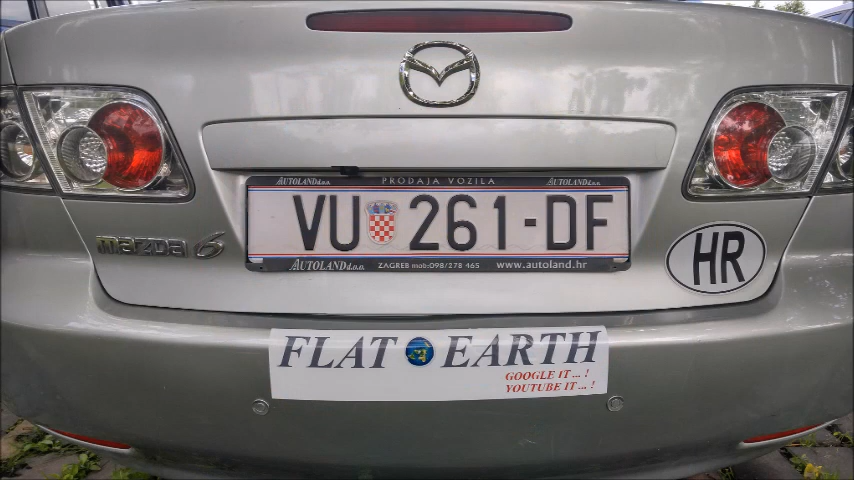 AUTOLAND d.o.o. PRODAJA VOZILA AUTOLAND d.o.o.
VU 261-DF
AUTOLAND d.o.o. ZAGREB mob:098/278 465 www.autoland.hr
mazda 6
HR
FLAT EARTH
GOOGLE IT ... !
YOUTUBE IT ... !